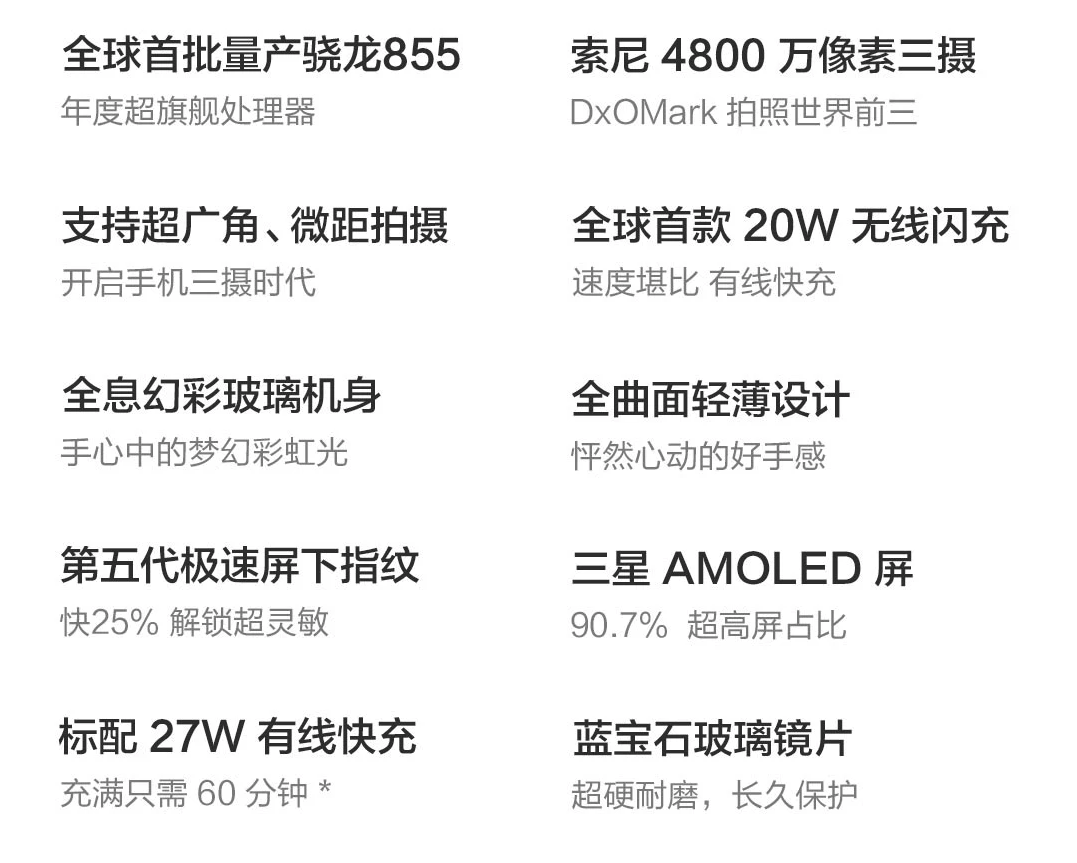 全球首批量产骁龙855
年度超旗舰处理器
索尼 4800 万像素三摄
DxOMark 拍照世界前三
支持超广角、微距拍摄
开启手机三摄时代
全球首款 20W 无线闪充
速度堪比 有线快充
全息幻彩玻璃机身
手心中的梦幻彩虹光
全曲面轻薄设计
怦然心动的好手感
第五代极速屏下指纹
快25% 解锁超灵敏
三星 AMOLED 屏
90.7% 超高屏占比
标配 27W 有线快充
充满只需 60 分钟 *
蓝宝石玻璃镜片
超硬耐磨，长久保护